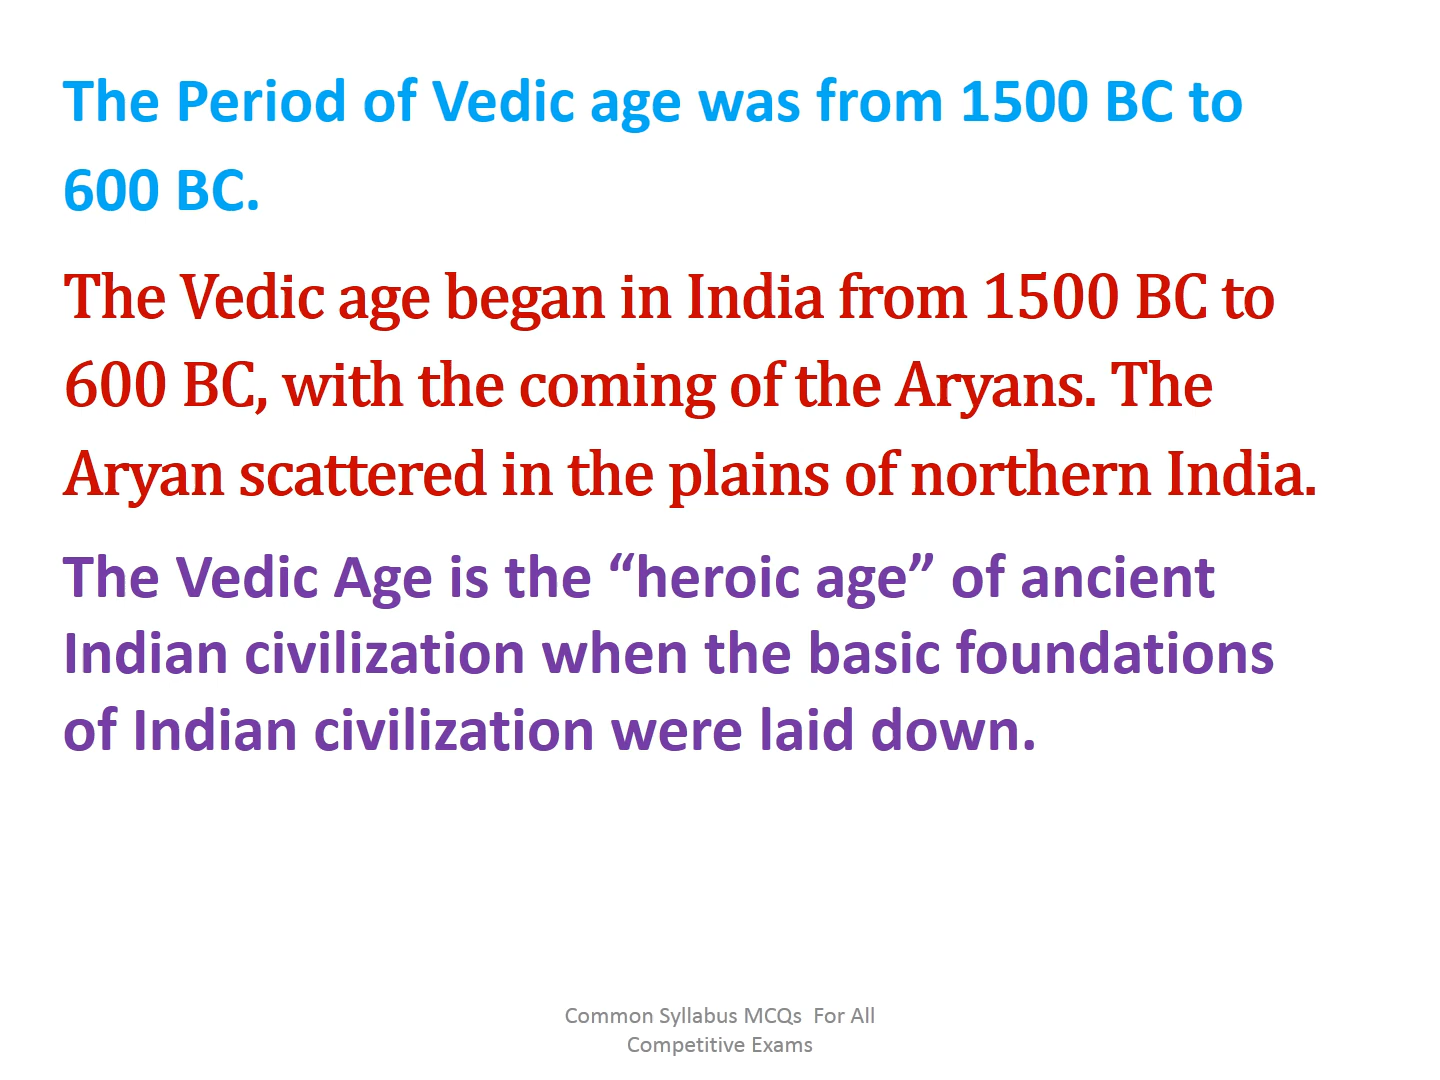 The Period of Vedic age was from 1500 BC to
600 BC.
The Vedic age began in India from 1500 BC to
600 BC, with the coming of the Aryans. The
Aryan scattered in the plains of northern India.
The Vedic Age is the “heroic age” of ancient
Indian civilization when the basic foundations
of Indian civilization were laid down.
Common Syllabus MCQs  For All
Competitive Exams